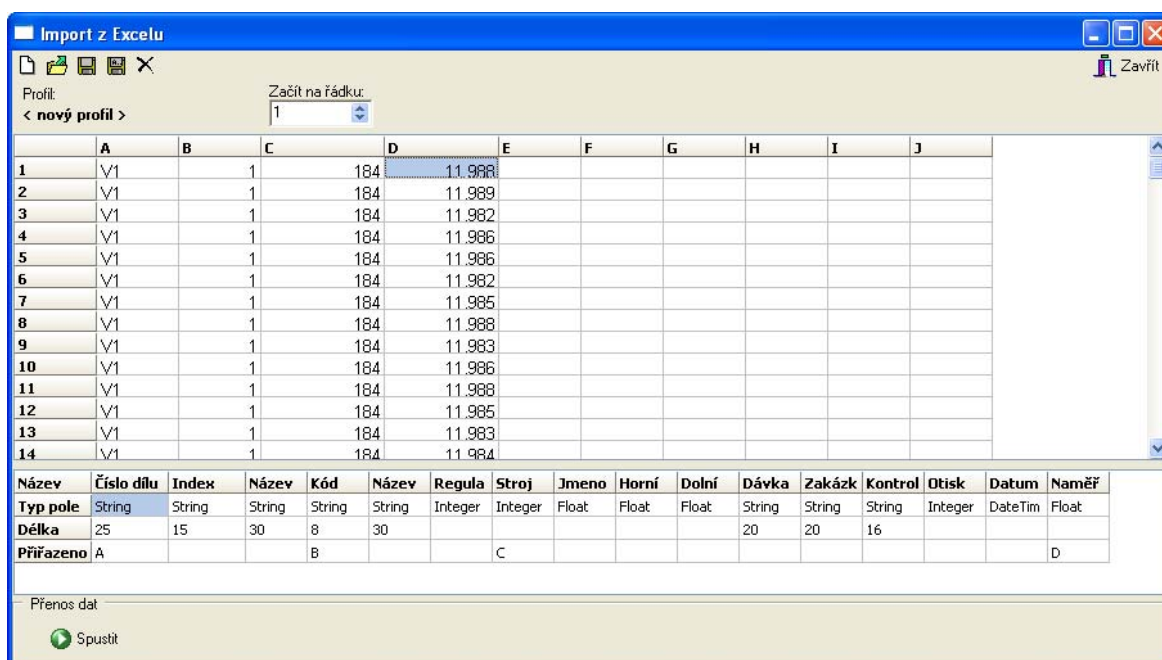 Import z Excelu
Zavřít
Profil: Začít na řádku:
< nový profil > 1
A B C D E F G H I J
1 V1 1 184 11.988
2 V1 1 184 11.989
3 V1 1 184 11.982
4 V1 1 184 11.986
5 V1 1 184 11.986
6 V1 1 184 11.982
7 V1 1 184 11.985
8 V1 1 184 11.988
9 V1 1 184 11.983
10 V1 1 184 11.986
11 V1 1 184 11.988
12 V1 1 184 11.985
13 V1 1 184 11.983
14 V1 1 184 11.984
Název Číslo dílu Index Název Kód Název Regula Stroj Jmeno Horní Dolní Dávka Zakázk Kontrol Otisk Datum Naměř
Typ pole String String String String String Integer Integer Float Float Float String String String Integer DateTim Float
Délka 25 15 30 8 30 20 20 16
Přiřazeno A B C D
Přenos dat
Spustit